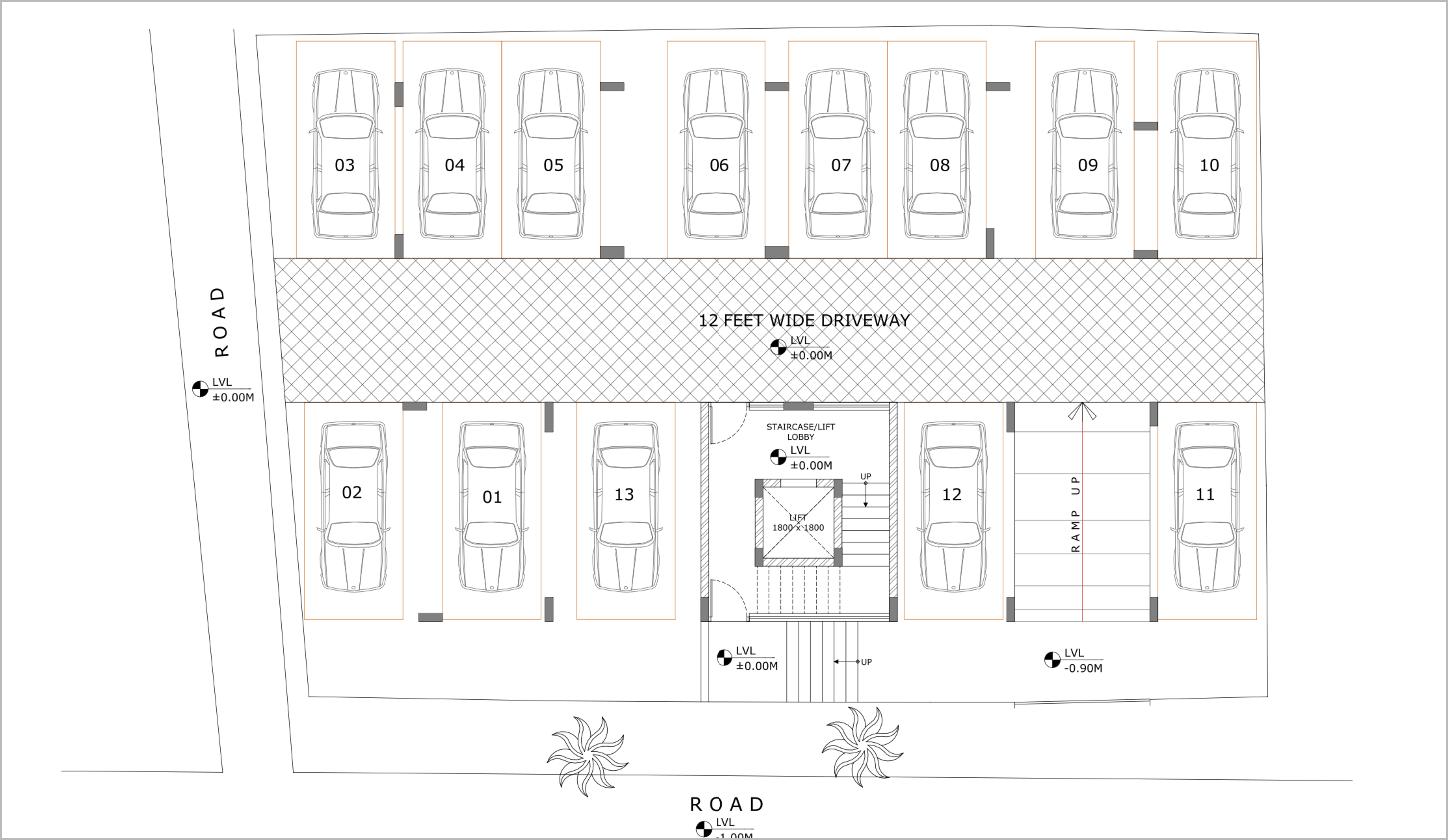 03
04
05
06
07
08
09
10
ROAD
LVL
±0.00M
12 FEET WIDE DRIVEWAY
LVL
±0.00M
02
01
13
STAIRCASE/LIFT
LOBBY
LVL
±0.00M
UP
LIFT
1800 x 1800
12
RAMP UP
11
LVL
±0.00M
UP
LVL
-0.90M
ROAD
LVL
-1.00M